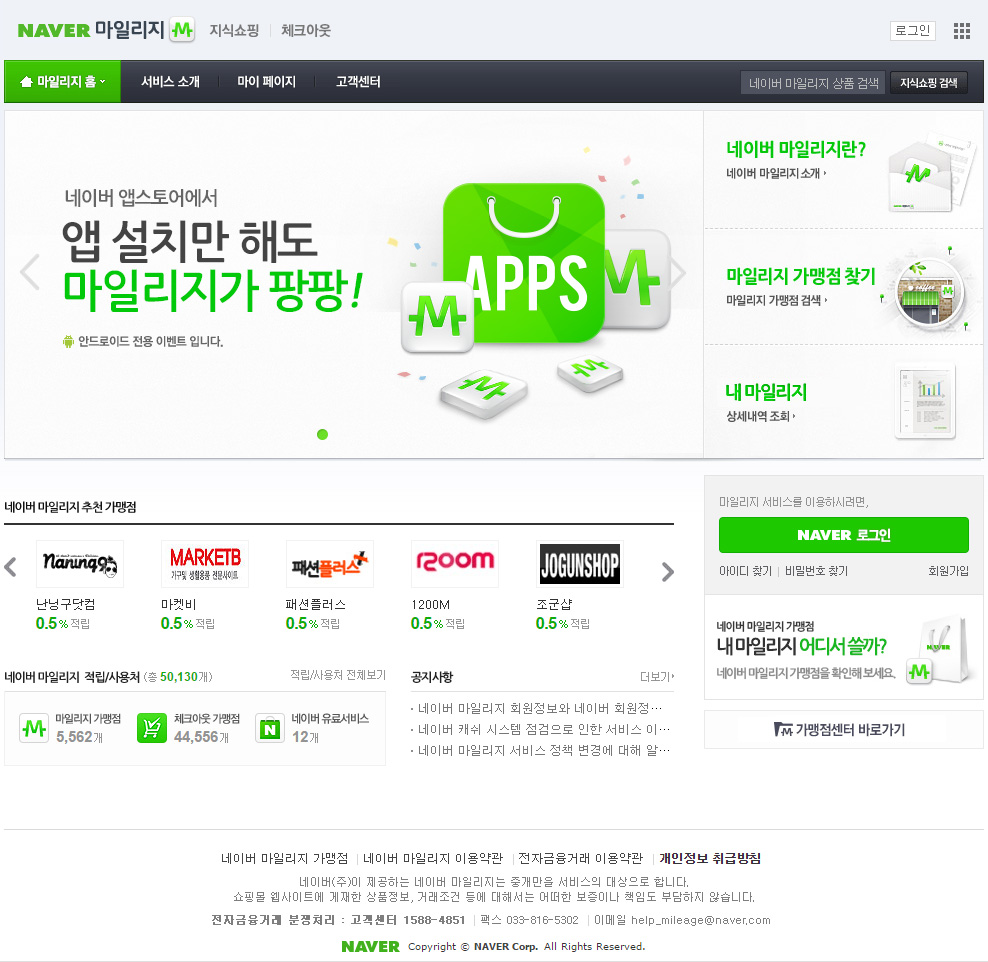 NAVER 마일리지 지식쇼핑 체크아웃
로그인
마일리지 홈 서비스 소개 마이 페이지 고객센터
네이버 마일리지 상품 검색 지식쇼핑 검색
네이버 앱스토어에서
앱 설치만 해도
마일리지가 팡팡!
안드로이드 전용 이벤트 입니다.
APPS
네이버 마일리지란?
네이버 마일리지 소개
마일리지 가맹점 찾기
마일리지 가맹점 검색
coffee
내 마일리지
상세내역 조회
네이버 마일리지 추천 가맹점
Naning9
MARKETB
가구및 생활용품 전문사이트
패션플러스
room
JOGUNSHOP
난닝구닷컴 마켓비 패션플러스 1200M 조군샵
0.5% 적립 0.5% 적립 0.5% 적립 0.5% 적립 0.5% 적립
마일리지 서비스를 이용하시려면,
NAVER 로그인
아이디 찾기 비밀번호 찾기 회원가입
네이버 마일리지 가맹점
내 마일리지 어디서 쓸까?
네이버 마일리지 가맹점을 확인해 보세요.
NAVER
가맹점센터 바로가기
네이버 마일리지 적립/사용처 (총 50,130개) 적립/사용처 전체보기
마일리지 가맹점 체크아웃 가맹점 네이버 유료서비스
5,562개 44,556개 12개
공지사항 더보기
· 네이버 마일리지 회원정보와 네이버 회원정…
· 네이버 캐쉬 시스템 점검으로 인한 서비스 이…
· 네이버 마일리지 서비스 정책 변경에 대해 알…
네이버 마일리지 가맹점 네이버 마일리지 이용약관 전자금융거래 이용약관 개인정보 취급방침
네이버(주)이 제공하는 네이버 마일리지는 중개만을 서비스의 대상으로 합니다.
쇼핑몰 웹사이트에 게재한 상품정보, 거래조건 등에 대해서는 어떠한 보증이나 책임도 부담하지 않습니다.
전자금융거래 분쟁처리 : 고객센터 1588-4851 팩스 033-816-5302 이메일 help_mileage@naver.com
NAVER Copyright © NAVER Corp. All Rights Reserved.